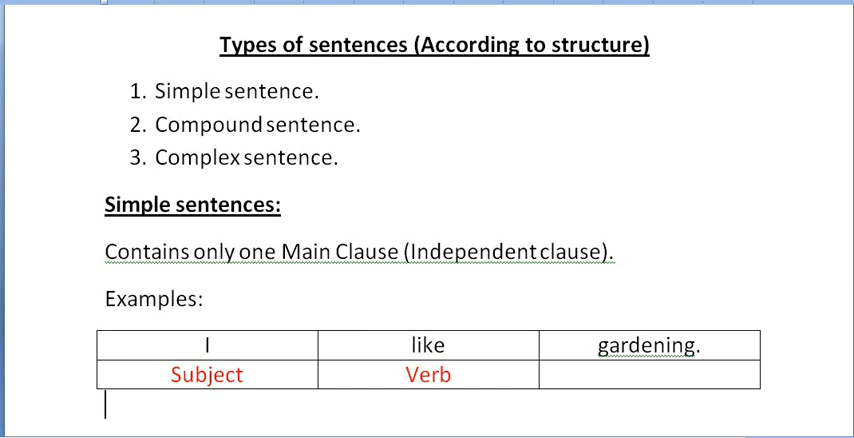 Types of sentences (According to structure)
1. Simple sentence.
2. Compound sentence.
3. Complex sentence.
Simple sentences:
Contains only one Main Clause (Independent clause).
Examples:
I like gardening.
Subject Verb